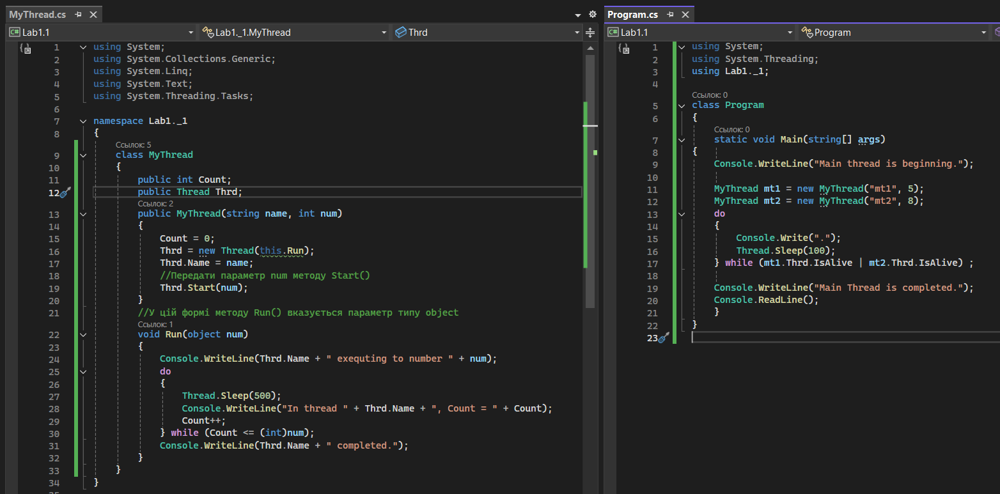 MyThread.cs
Lab1.1
Lab1._1.MyThread
Thrd
1 using System;
2 using System.Collections.Generic;
3 using System.Linq;
4 using System.Text;
5 using System.Threading.Tasks;
6
7 namespace Lab1._1
8 {
Ссылок: 5
9 class MyThread
10 {
11 public int Count;
12 public Thread Thrd;
Ссылок: 2
13 public MyThread(string name, int num)
14 {
15 Count = 0;
16 Thrd = new Thread(this.Run);
17 Thrd.Name = name;
18 //Передати параметр num методу Start()
19 Thrd.Start(num);
20 }
21 //У цій формі методу Run() вказується параметр типу object
Ссылок: 1
22 void Run(object num)
23 {
24 Console.WriteLine(Thrd.Name + " exequting to number " + num);
25 do
26 {
27 Thread.Sleep(500);
28 Console.WriteLine("In thread " + Thrd.Name + ", Count = " + Count);
29 Count++;
30 } while (Count <= (int)num);
31 Console.WriteLine(Thrd.Name + " completed.");
32 }
33 }
34 }
Program.cs
Lab1.1
Program
1 using System;
2 using System.Threading;
3 using Lab1._1;
4
Ссылок: 0
5 class Program
6 {
Ссылок: 0
7 static void Main(string[] args)
8 {
9 Console.WriteLine("Main thread is beginning.");
10
11 MyThread mt1 = new MyThread("mt1", 5);
12 MyThread mt2 = new MyThread("mt2", 8);
13 do
14 {
15 Console.Write(".");
16 Thread.Sleep(100);
17 } while (mt1.Thrd.IsAlive | mt2.Thrd.IsAlive) ;
18
19 Console.WriteLine("Main Thread is completed.");
20 Console.ReadLine();
21 }
22 }
23